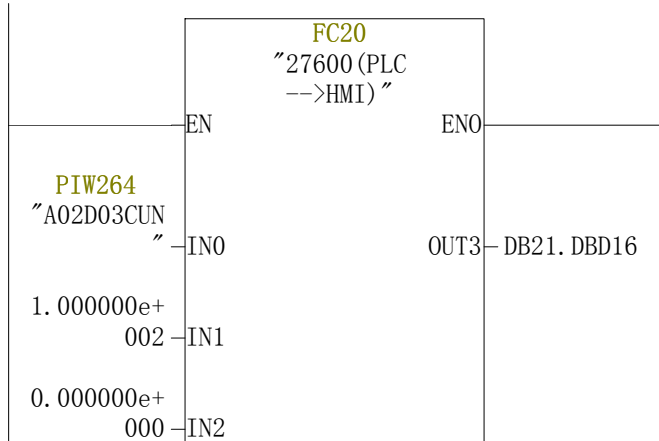 FC20
"27600(PLC
-->HMI)"
EN
ENO
PIW264
"A02D03CUN
"
IN0
OUT3
DB21.DBD16
1.000000e+
002
IN1
0.000000e+
000
IN2